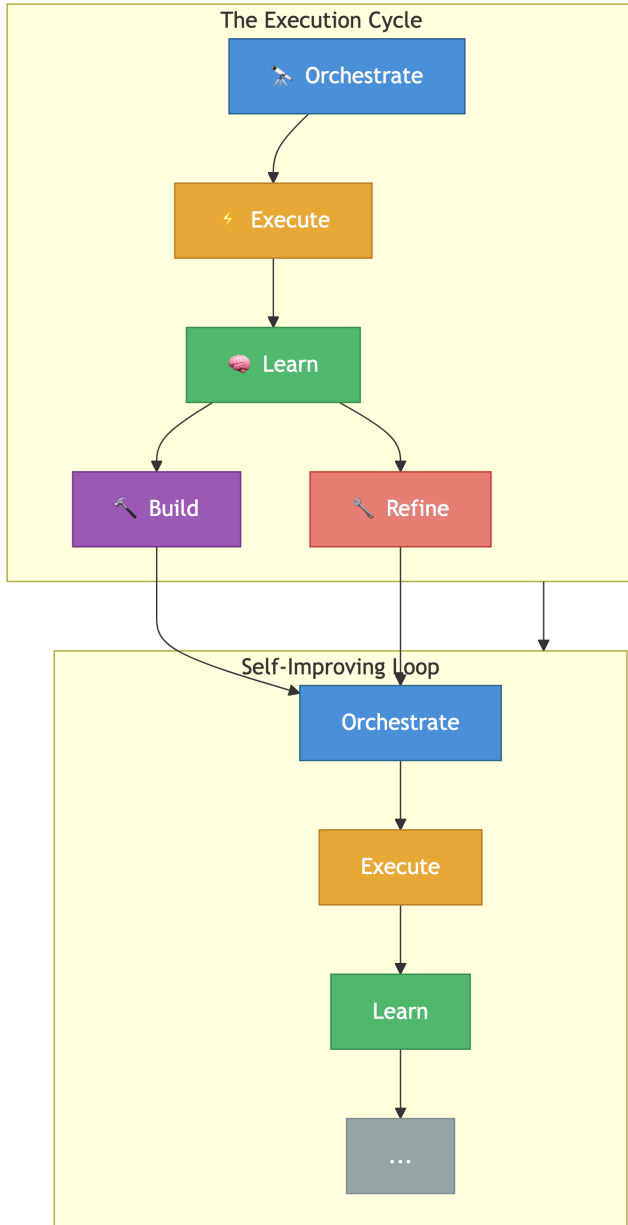 The Execution Cycle
🔭 Orchestrate
⚡ Execute
🧠 Learn
🔨 Build
🔧 Refine
Self-Improving Loop
Orchestrate
Execute
Learn
...